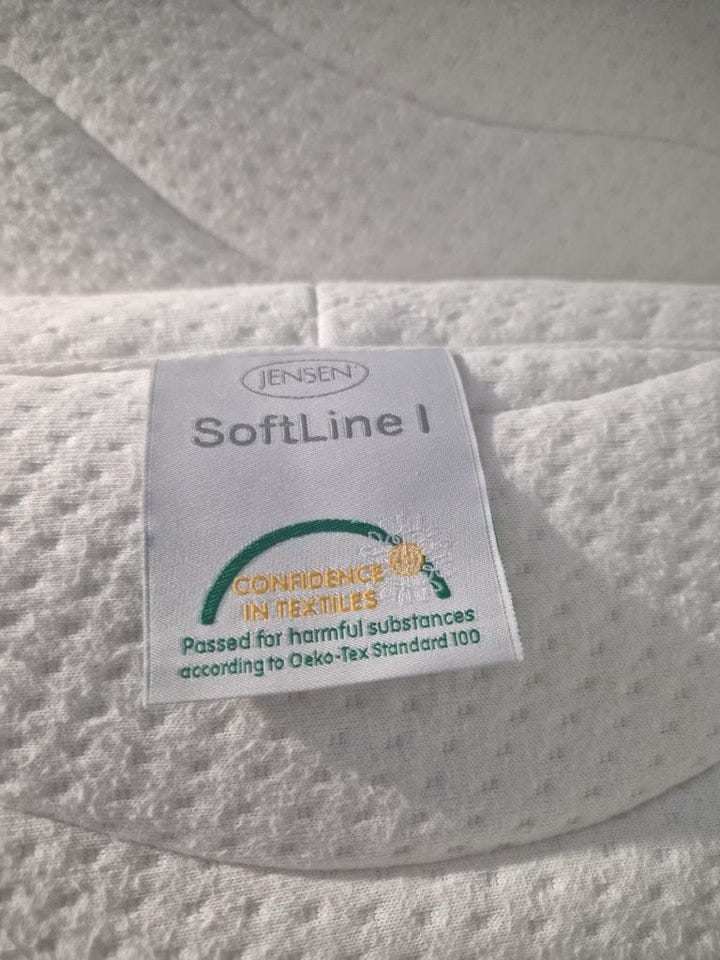 JENSEN
SoftLine I
CONFIDENCE
IN TEXTILES
Passed for harmful substances
according to Oeko-Tex Standard 100